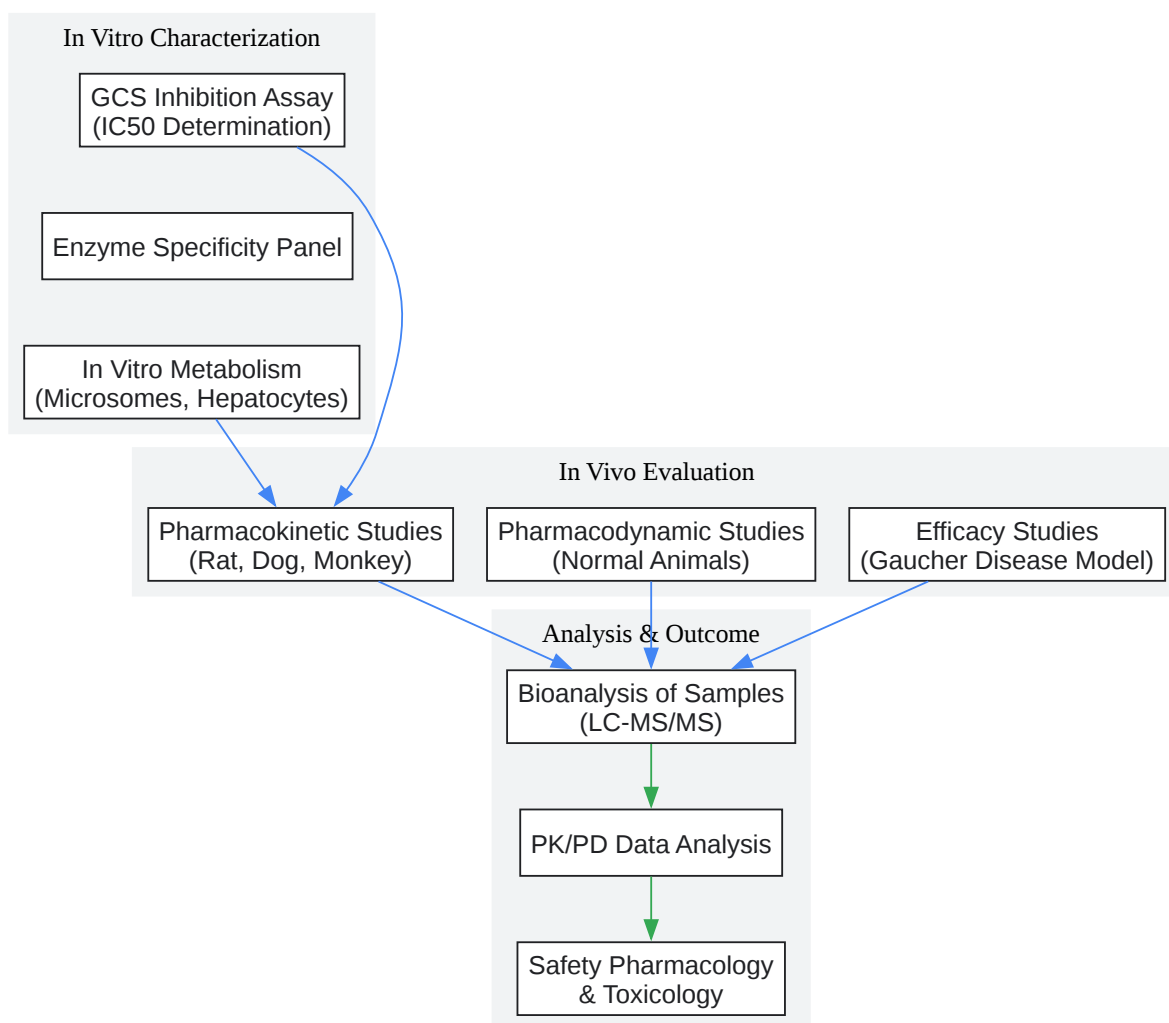 In Vitro Characterization
GCS Inhibition Assay
(IC50 Determination)
Enzyme Specificity Panel
In Vitro Metabolism
(Microsomes, Hepatocytes)
In Vivo Evaluation
Pharmacokinetic Studies
(Rat, Dog, Monkey)
Pharmacodynamic Studies
(Normal Animals)
Efficacy Studies
(Gaucher Disease Model)
Analysis & Outcome
Bioanalysis of Samples
(LC-MS/MS)
PK/PD Data Analysis
Safety Pharmacology
& Toxicology